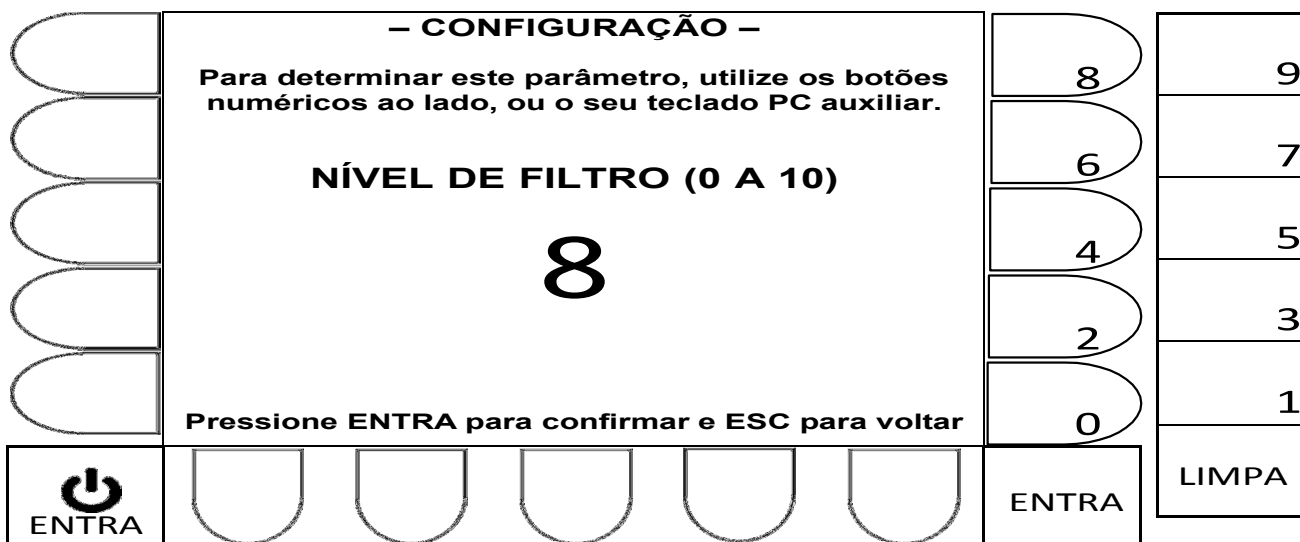 – CONFIGURAÇÃO –
Para determinar este parâmetro, utilize os botões
numéricos ao lado, ou o seu teclado PC auxiliar.
NÍVEL DE FILTRO (0 A 10)
8
Pressione ENTRA para confirmar e ESC para voltar
8
6
4
2
0
9
7
5
3
1
LIMPA
ENTRA
ENTRA